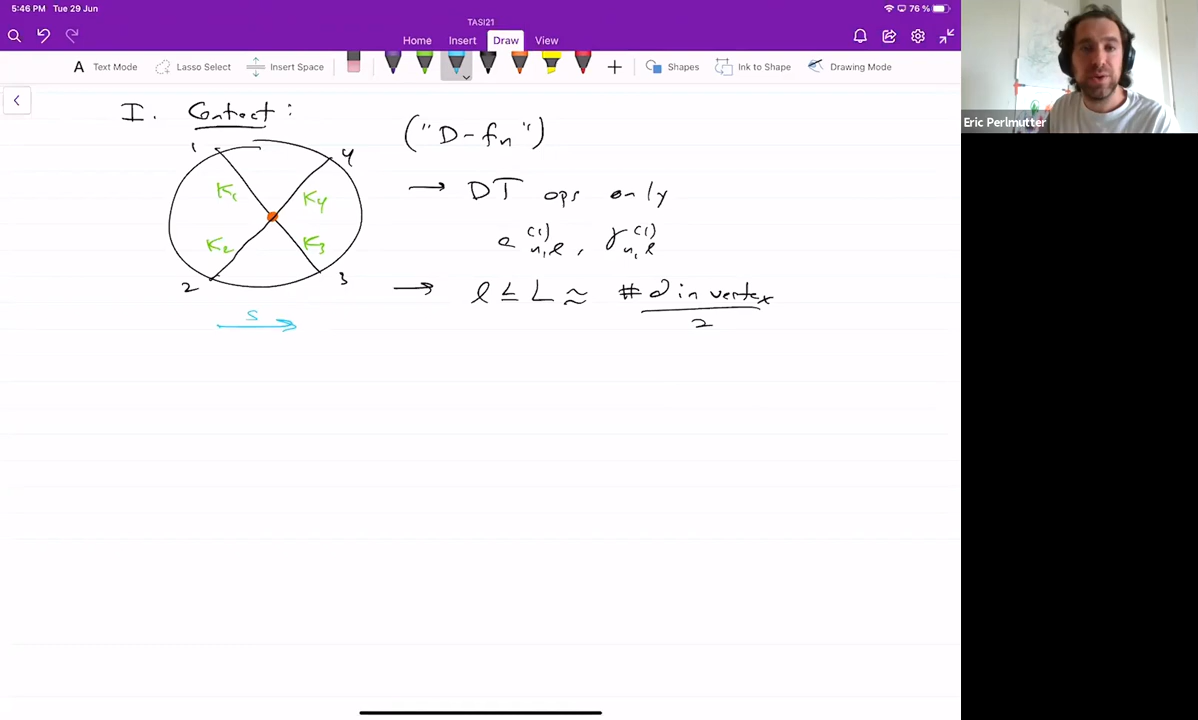 5:46 PM Tue 29 Jun
76 %
TASI21
Home Insert Draw View
A Text Mode Lasso Select Insert Space + Shapes Ink to Shape Drawing Mode
I. Contact :
("D-fn")
1 4
K1 K4
K2 K3
2 3
s
→ DT ops only
a^{(1)}_{n,l} , γ^{(1)}_{n,l}
→ l ≤ L ≈ # ∂ in vertex / 2
Eric Perlmutter